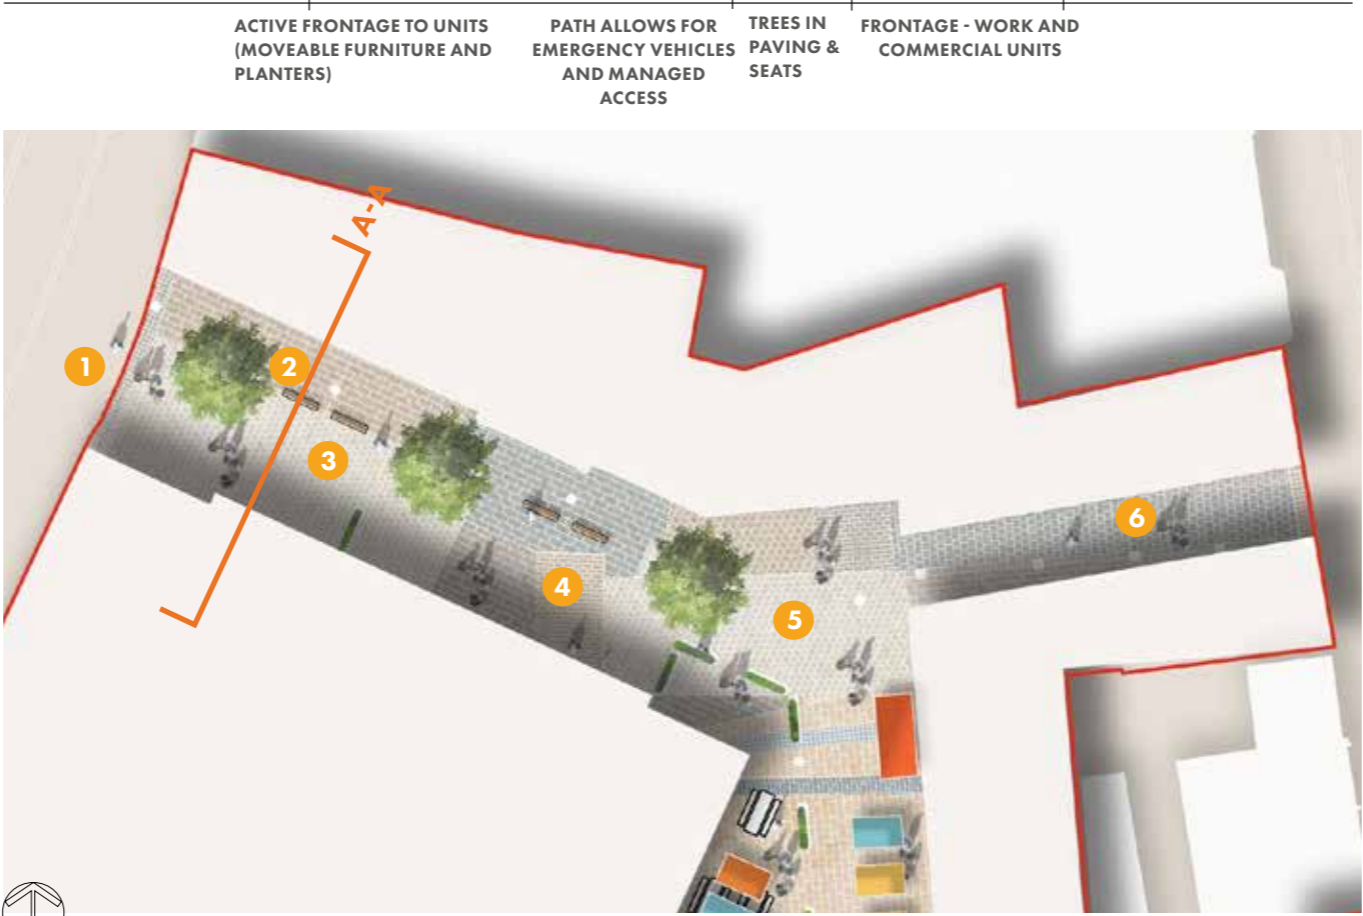 ACTIVE FRONTAGE TO UNITS
(MOVEABLE FURNITURE AND
PLANTERS)
PATH ALLOWS FOR
EMERGENCY VEHICLES
AND MANAGED
ACCESS
TREES IN
PAVING &
SEATS
FRONTAGE - WORK AND
COMMERCIAL UNITS
A-A
1
2
3
4
5
6